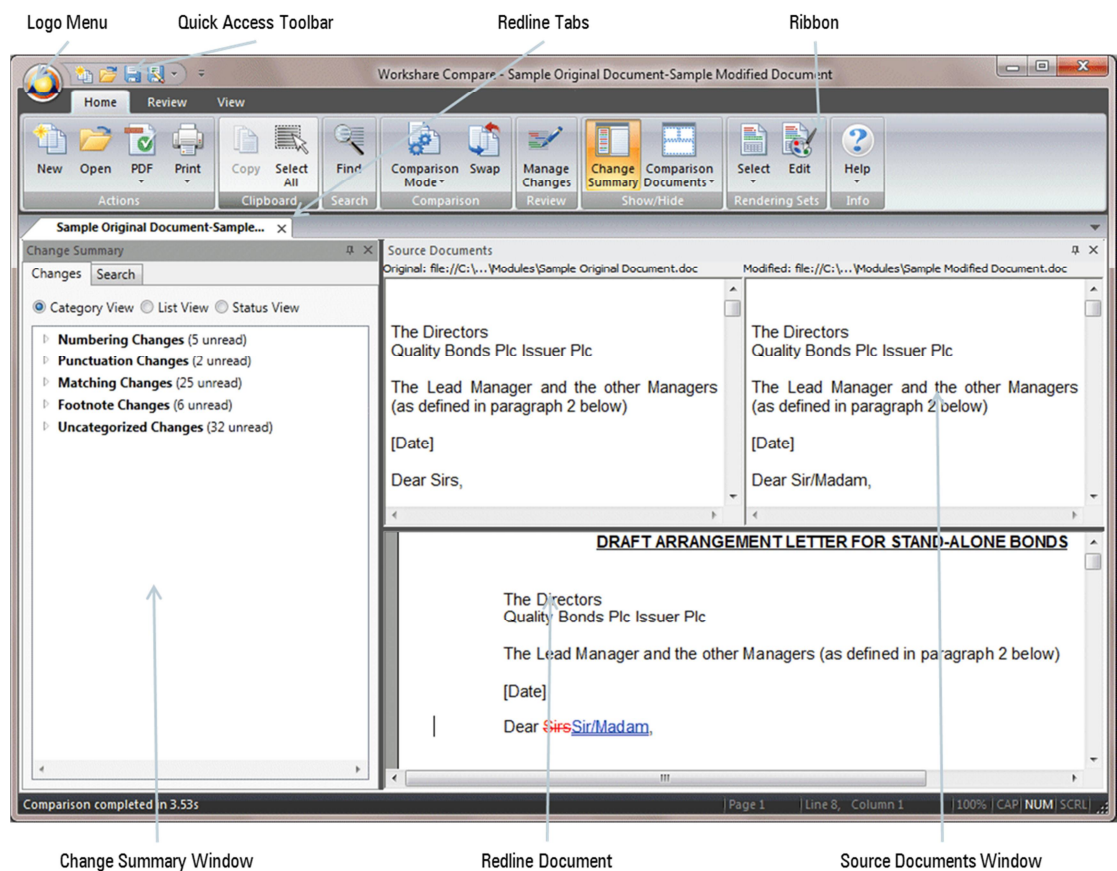 Logo Menu Quick Access Toolbar Redline Tabs Ribbon
Workshare Compare - Sample Original Document-Sample Modified Document
Home Review View
New Open PDF Print Copy Select All Find Comparison Mode Swap Manage Changes Change Summary Comparison Documents Select Edit Help
Actions Clipboard Search Comparison Review Show/Hide Rendering Sets Info
Sample Original Document-Sample...
Change Summary
Changes Search
Category View List View Status View
Numbering Changes (5 unread)
Punctuation Changes (2 unread)
Matching Changes (25 unread)
Footnote Changes (6 unread)
Uncategorized Changes (32 unread)
Source Documents
Original: file://C:\...\Modules\Sample Original Document.doc
The Directors
Quality Bonds Plc Issuer Plc
The Lead Manager and the other Managers
(as defined in paragraph 2 below)
[Date]
Dear Sirs,
Modified: file://C:\...\Modules\Sample Modified Document.doc
The Directors
Quality Bonds Plc Issuer Plc
The Lead Manager and the other Managers
(as defined in paragraph 2 below)
[Date]
Dear Sir/Madam,
DRAFT ARRANGEMENT LETTER FOR STAND-ALONE BONDS
The Directors
Quality Bonds Plc Issuer Plc
The Lead Manager and the other Managers (as defined in paragraph 2 below)
[Date]
Dear SirsSir/Madam,
Comparison completed in 3.53s Page 1 Line 8, Column 1 100% CAP NUM SCRL
Change Summary Window Redline Document Source Documents Window